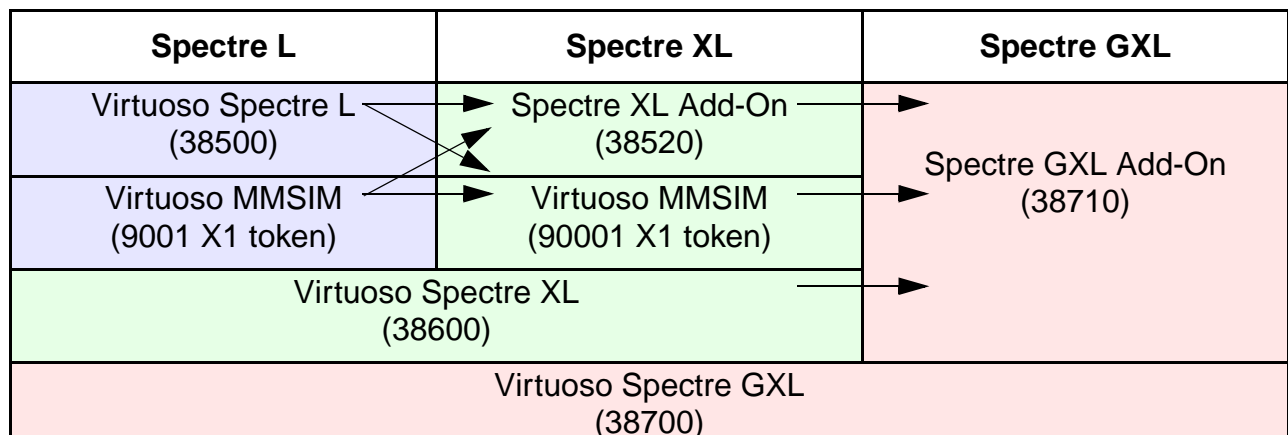 Spectre L
Spectre XL
Spectre GXL
Virtuoso Spectre L
(38500)
Spectre XL Add-On
(38520)
Spectre GXL Add-On
(38710)
Virtuoso MMSIM
(9001 X1 token)
Virtuoso MMSIM
(90001 X1 token)
Virtuoso Spectre XL
(38600)
Virtuoso Spectre GXL
(38700)